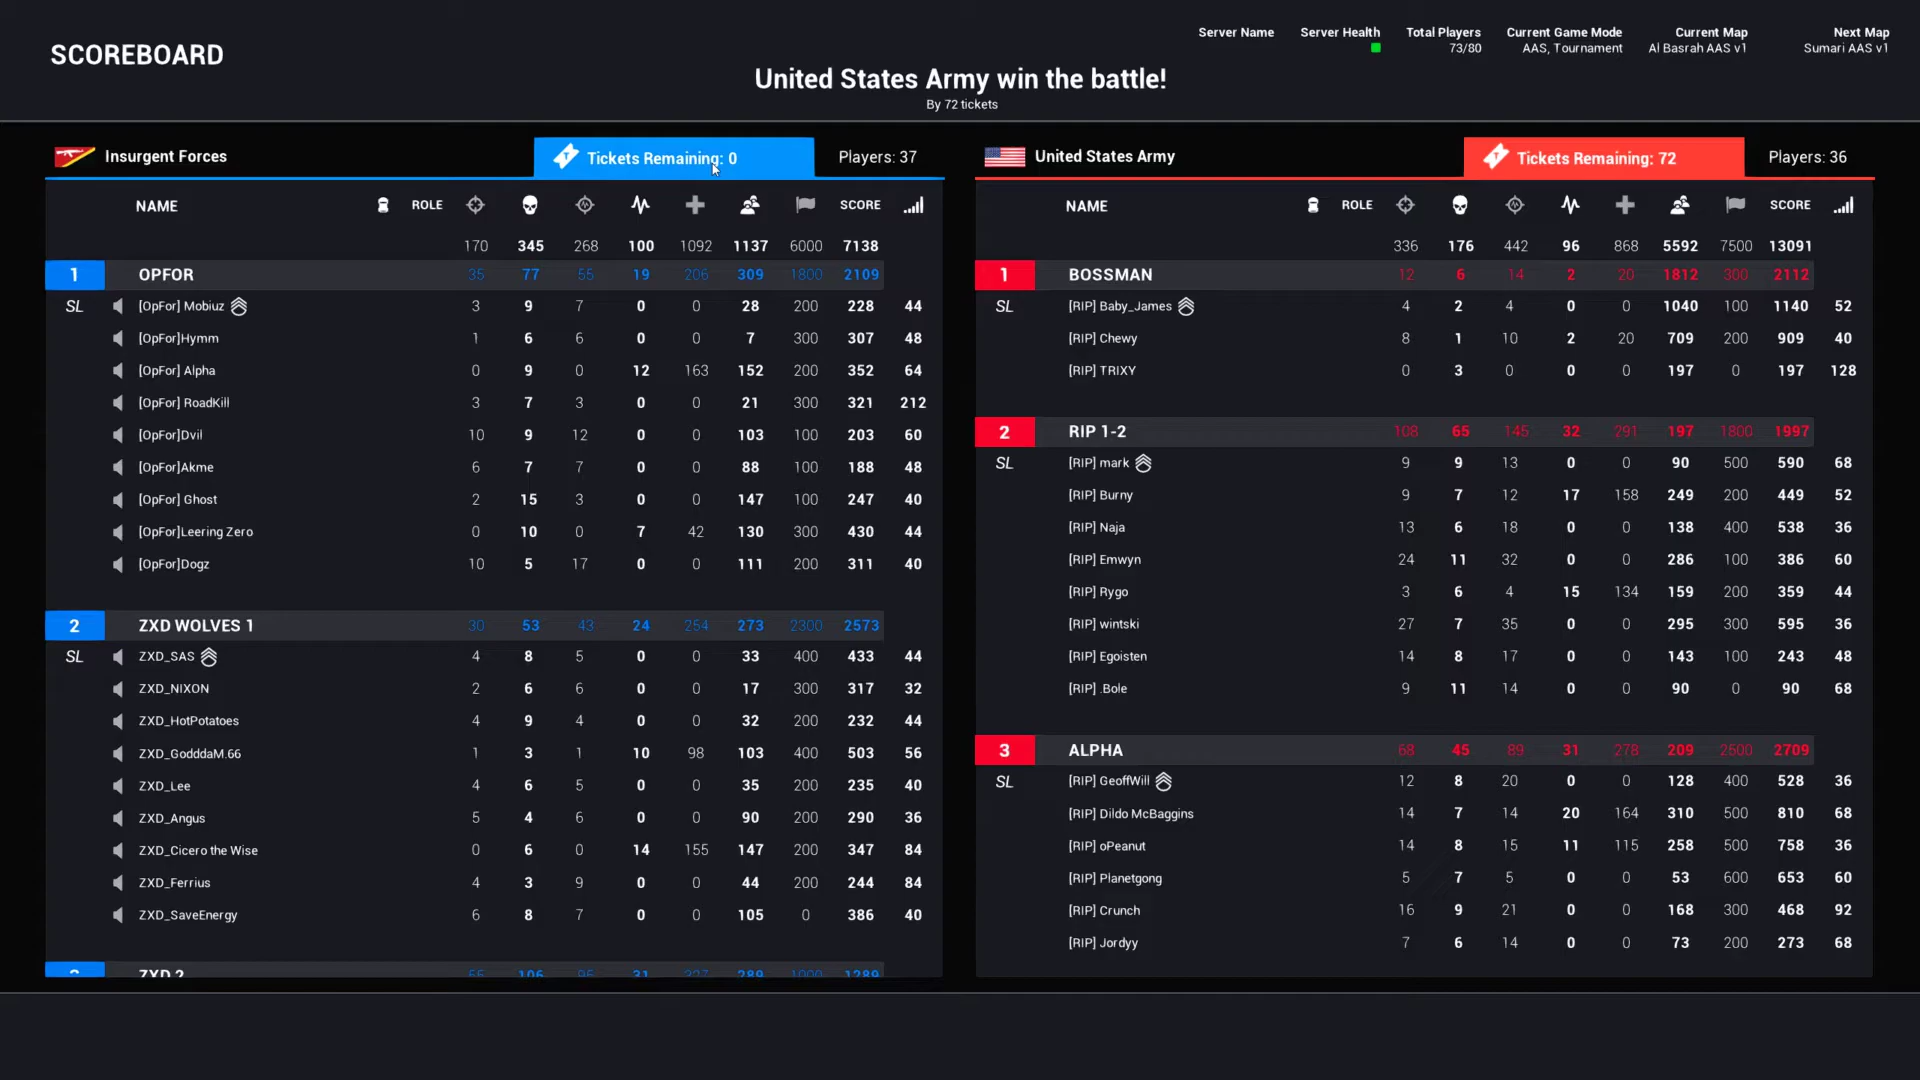 SCOREBOARD
Server Name Server Health Total Players Current Game Mode Current Map Next Map
73/80 AAS, Tournament Al Basrah AAS v1 Sumari AAS v1
United States Army win the battle!
By 72 tickets
Insurgent Forces Tickets Remaining: 0 Players: 37
NAME ROLE SCORE
170 345 268 100 1092 1137 6000 7138
1 OPFOR 35 77 55 19 206 309 1800 2109
SL [OpFor] Mobiuz 3 9 7 0 0 28 200 228 44
[OpFor]Hymm 1 6 6 0 0 7 300 307 48
[OpFor] Alpha 0 9 0 12 163 152 200 352 64
[OpFor] RoadKill 3 7 3 0 0 21 300 321 212
[OpFor]Dvil 10 9 12 0 0 103 100 203 60
[OpFor]Akme 6 7 7 0 0 88 100 188 48
[OpFor] Ghost 2 15 3 0 0 147 100 247 40
[OpFor]Leering Zero 0 10 0 7 42 130 300 430 44
[OpFor]Dogz 10 5 17 0 0 111 200 311 40
2 ZXD WOLVES 1 30 53 43 24 254 273 2300 2573
SL ZXD_SAS 4 8 5 0 0 33 400 433 44
ZXD_NIXON 2 6 6 0 0 17 300 317 32
ZXD_HotPotatoes 4 9 4 0 0 32 200 232 44
ZXD_GodddaM.66 1 3 1 10 98 103 400 503 56
ZXD_Lee 4 6 5 0 0 35 200 235 40
ZXD_Angus 5 4 6 0 0 90 200 290 36
ZXD_Cicero the Wise 0 6 0 14 155 147 200 347 84
ZXD_Ferrius 4 3 9 0 0 44 200 244 84
ZXD_SaveEnergy 6 8 7 0 0 105 0 386 40
ZXD 2 106 31 289 1000 1289
United States Army Tickets Remaining: 72 Players: 36
NAME ROLE SCORE
336 176 442 96 868 5592 7500 13091
1 BOSSMAN 12 6 14 2 20 1812 300 2112
SL [RIP] Baby_James 4 2 4 0 0 1040 100 1140 52
[RIP] Chewy 8 1 10 2 20 709 200 909 40
[RIP] TRIXY 0 3 0 0 0 197 0 197 128
2 RIP 1-2 108 65 145 32 291 197 1800 1997
SL [RIP] mark 9 9 13 0 0 90 500 590 68
[RIP] Burny 9 7 12 17 158 249 200 449 52
[RIP] Naja 13 6 18 0 0 138 400 538 36
[RIP] Emwyn 24 11 32 0 0 286 100 386 60
[RIP] Rygo 3 6 4 15 134 159 200 359 44
[RIP] wintski 27 7 35 0 0 295 300 595 36
[RIP] Egoisten 14 8 17 0 0 143 100 243 48
[RIP] .Bole 9 11 14 0 0 90 0 90 68
3 ALPHA 68 45 89 31 278 209 2500 2709
SL [RIP] GeoffWill 12 8 20 0 0 128 400 528 36
[RIP] Dildo McBaggins 14 7 14 20 164 310 500 810 68
[RIP] oPeanut 14 8 15 11 115 258 500 758 36
[RIP] Planetgong 5 7 5 0 0 53 600 653 60
[RIP] Crunch 16 9 21 0 0 168 300 468 92
[RIP] Jordyy 7 6 14 0 0 73 200 273 68